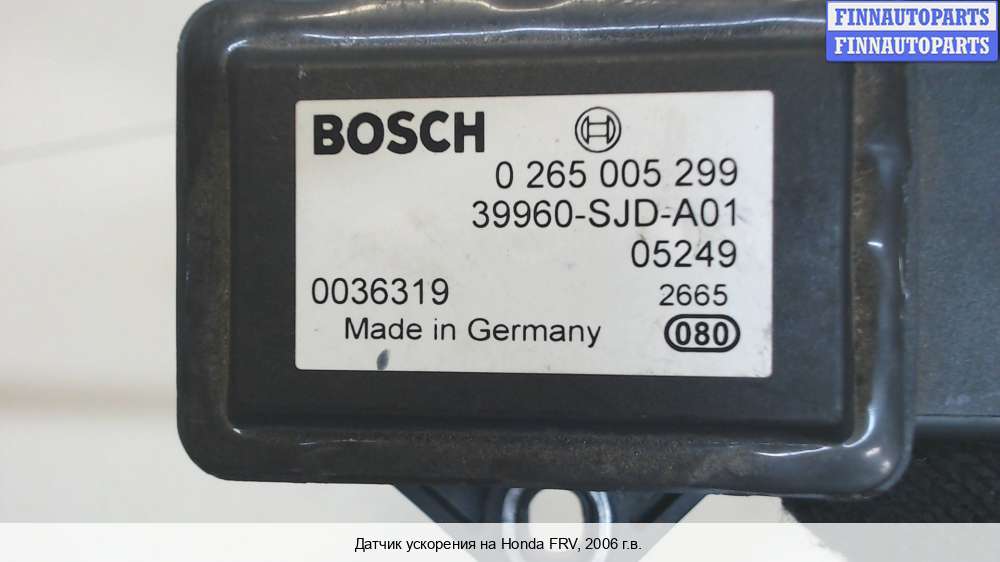 FINNAUTOPARTS
FINNAUTOPARTS
BOSCH
0 265 005 299
39960-SJD-A01
05249
0036319 2665
Made in Germany 080
Датчик ускорения на Honda FRV, 2006 г.в.